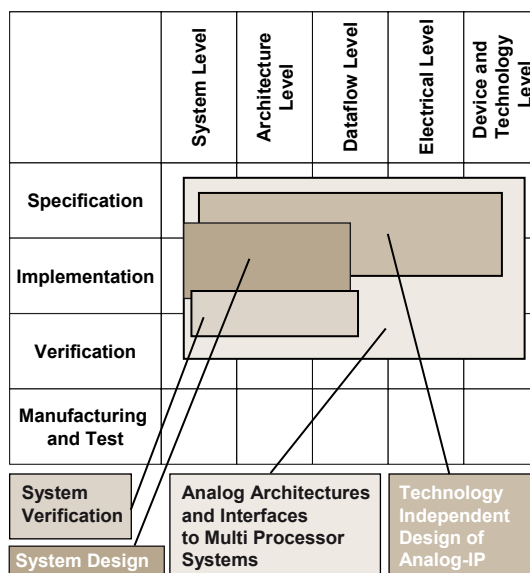 System Level
Architecture
Level
Dataflow Level
Electrical Level
Device and
Technology
Level
Specification
Implementation
Verification
Manufacturing
and Test
System
Verification
System Design
Analog Architectures
and Interfaces
to Multi Processor
Systems
Technology
Independent
Design of
Analog-IP